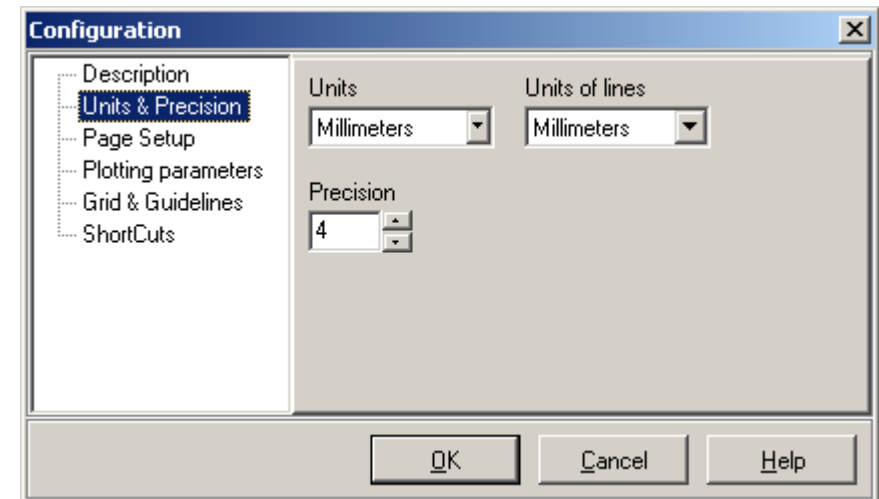 Configuration
Description
Units & Precision
Page Setup
Plotting parameters
Grid & Guidelines
ShortCuts
Units
Units of lines
Millimeters
Millimeters
Precision
4
OK
Cancel
Help